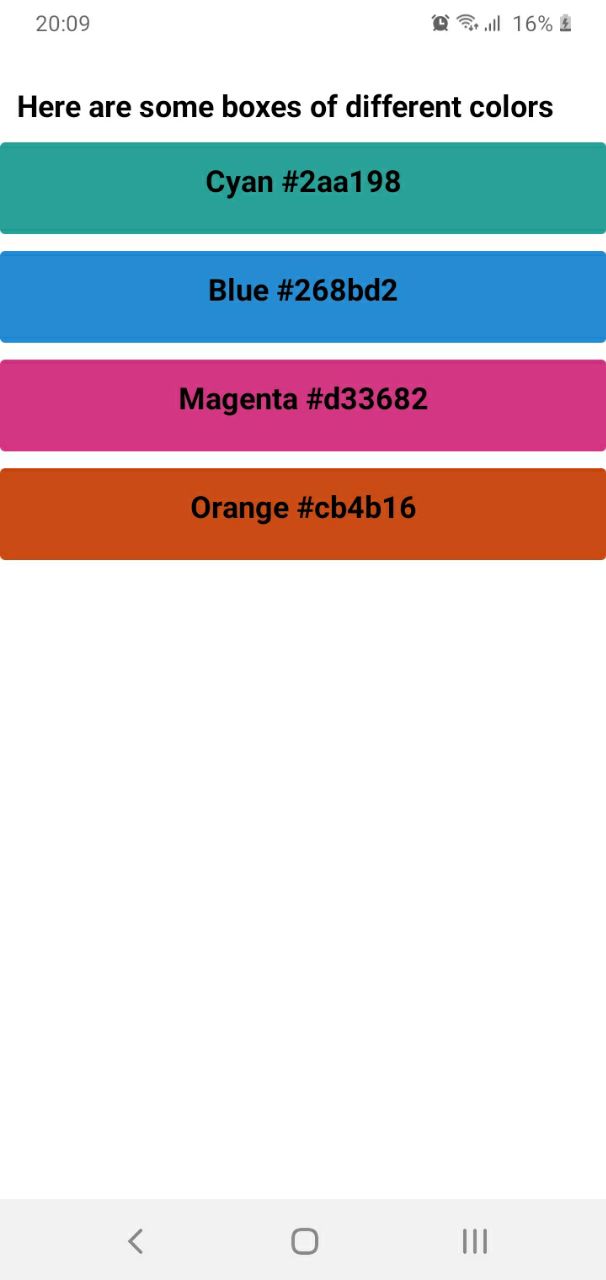 20:09 16%
Here are some boxes of different colors
Cyan #2aa198
Blue #268bd2
Magenta #d33682
Orange #cb4b16